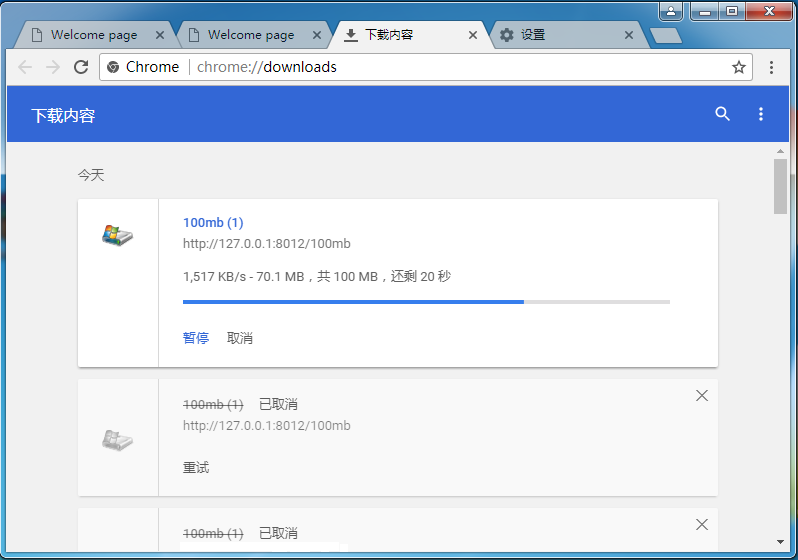 Welcome page
Welcome page
下载内容
设置
Chrome chrome://downloads
下载内容
今天
100mb (1)
http://127.0.0.1:8012/100mb
1,517 KB/s - 70.1 MB，共 100 MB，还剩 20 秒
暂停 取消
100mb (1) 已取消
http://127.0.0.1:8012/100mb
重试
100mb (1) 已取消